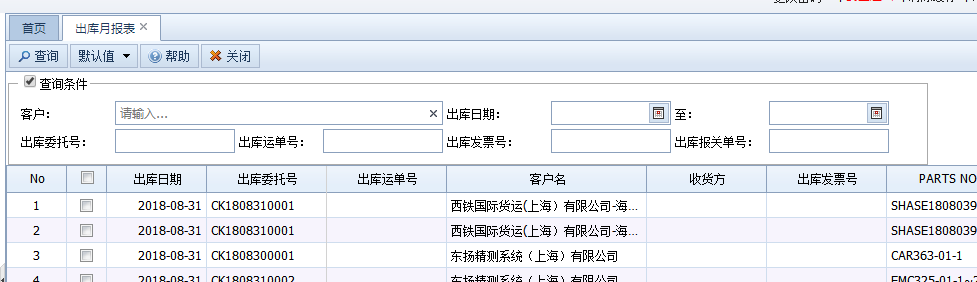 首页 出库月报表
查询 默认值 帮助 关闭
查询条件
客户： 请输入... 出库日期： 至：
出库委托号： 出库运单号： 出库发票号： 出库报关单号：
No 出库日期 出库委托号 出库运单号 客户名 收货方 出库发票号 PARTS NO
1 2018-08-31 CK1808310001 西铁国际货运(上海）有限公司-海... SHASE1808039
2 2018-08-31 CK1808310001 西铁国际货运(上海）有限公司-海... SHASE1808039
3 2018-08-31 CK1808300001 东扬精测系统（上海）有限公司 CAR363-01-1
4 2018-08-31 CK1808310002 东扬精测系统（上海）有限公司